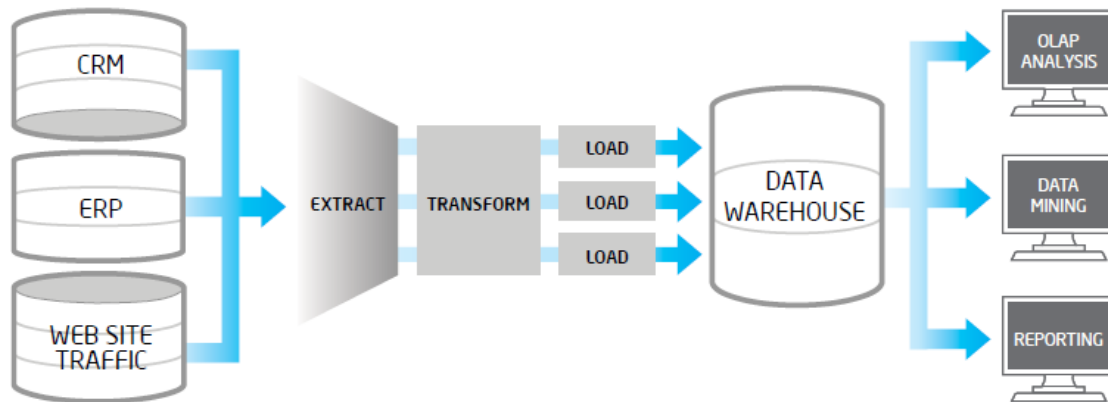 CRM
ERP
WEB SITE
TRAFFIC
EXTRACT
TRANSFORM
LOAD
LOAD
LOAD
DATA
WAREHOUSE
OLAP
ANALYSIS
DATA
MINING
REPORTING